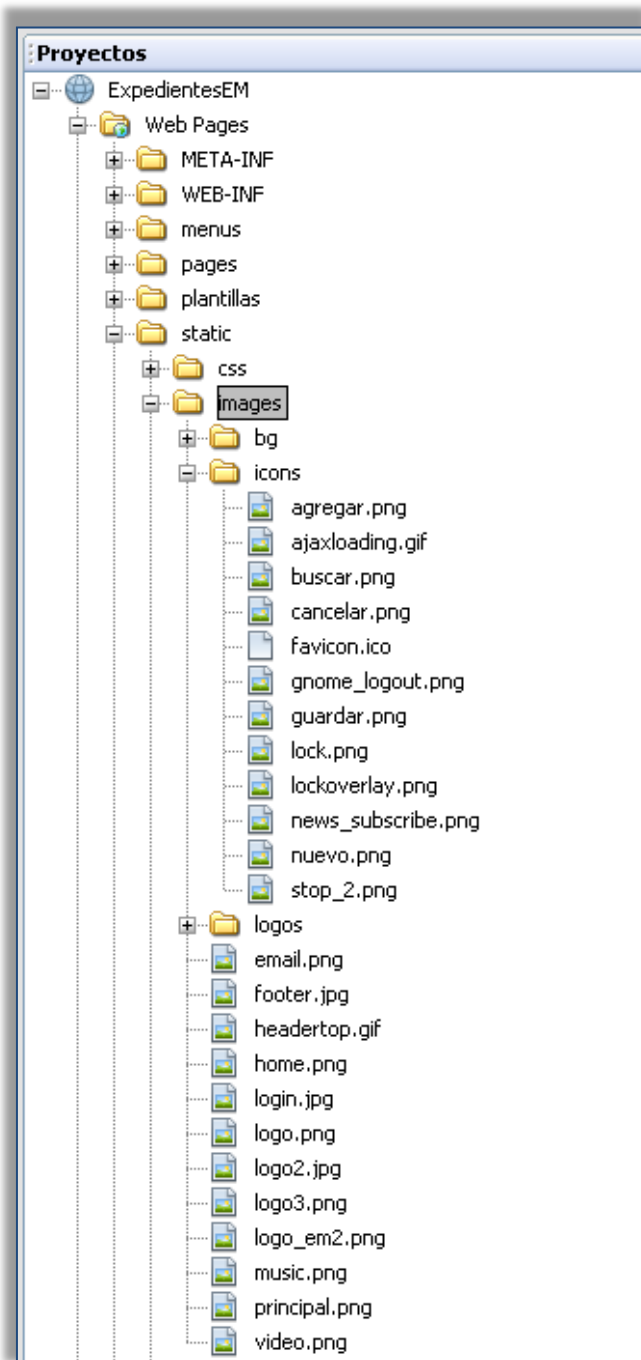 Proyectos
ExpedientesEM
Web Pages
META-INF
WEB-INF
menus
pages
plantillas
static
css
images
bg
icons
agregar.png
ajaxloading.gif
buscar.png
cancelar.png
favicon.ico
gnome_logout.png
guardar.png
lock.png
lockoverlay.png
news_subscribe.png
nuevo.png
stop_2.png
logos
email.png
footer.jpg
headertop.gif
home.png
login.jpg
logo.png
logo2.jpg
logo3.png
logo_em2.png
music.png
principal.png
video.png